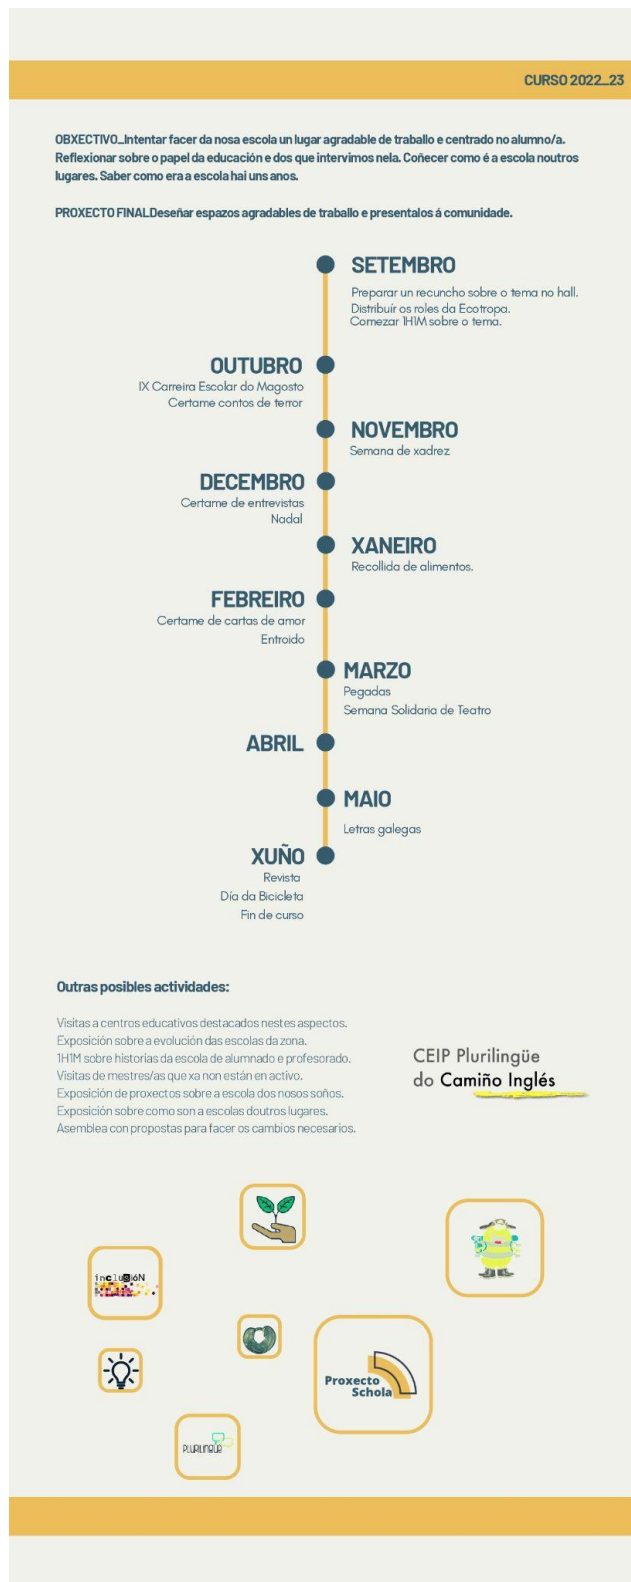 CURSO 2022_23
OBXECTIVO_Intentar facer da nosa escola un lugar agradable de traballo e centrado no alumno/a.
Reflexionar sobre o papel da educación e dos que intervimos nela. Coñecer como é a escola noutros
lugares. Saber como era a escola hai uns anos.
PROXECTO FINALDeseñar espazos agradables de traballo e presentalos á comunidade.
SETEMBRO
Preparar un recuncho sobre o tema no hall.
Distribuír os roles da Ecotropa.
Comezar 1H1M sobre o tema.
OUTUBRO
IX Carreira Escolar do Magosto
Certame contos de terror
NOVEMBRO
Semana de xadrez
DECEMBRO
Certame de entrevistas
Nadal
XANEIRO
Recollida de alimentos.
FEBREIRO
Certame de cartas de amor
Entroido
MARZO
Pegadas
Semana Solidaria de Teatro
ABRIL
MAIO
Letras galegas
XUÑO
Revista
Día da Bicicleta
Fin de curso
Outras posibles actividades:
Visitas a centros educativos destacados nestes aspectos.
Exposición sobre a evolución das escolas da zona.
1H1M sobre historias da escola de alumnado e profesorado.
Visitas de mestres/as que xa non están en activo.
Exposición de proxectos sobre a escola dos nosos soños.
Exposición sobre como son a escolas doutros lugares.
Asemblea con propostas para facer os cambios necesarios.
CEIP Plurilingüe
do Camiño Inglés
incluSIÓN
Proxecto
Schola
PLURILINGÜE